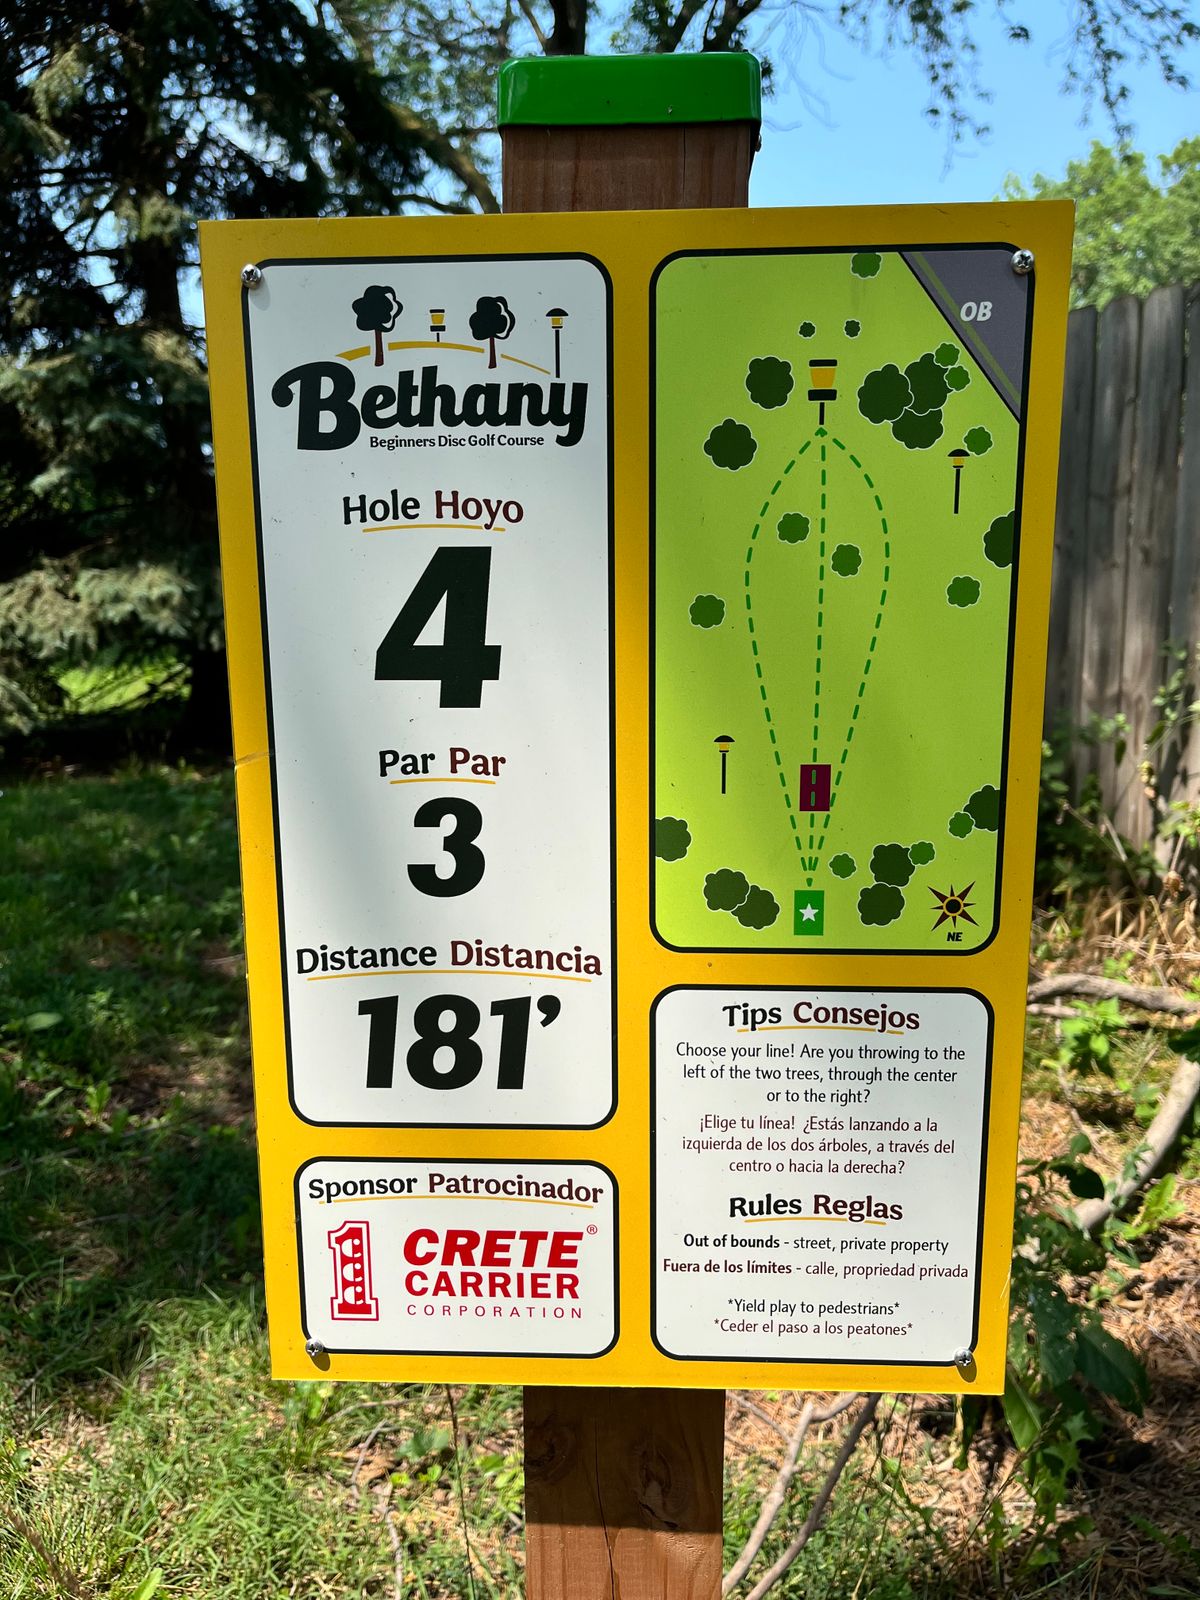 Bethany
Beginners Disc Golf Course
Hole Hoyo
4
Par Par
3
Distance Distancia
181’
Sponsor Patrocinador
1
CRETE®
CARRIER
CORPORATION
OB
NE
Tips Consejos
Choose your line! Are you throwing to the
left of the two trees, through the center
or to the right?
¡Elige tu línea! ¿Estás lanzando a la
izquierda de los dos árboles, a través del
centro o hacia la derecha?
Rules Reglas
Out of bounds - street, private property
Fuera de los límites - calle, propriedad privada
*Yield play to pedestrians*
*Ceder el paso a los peatones*